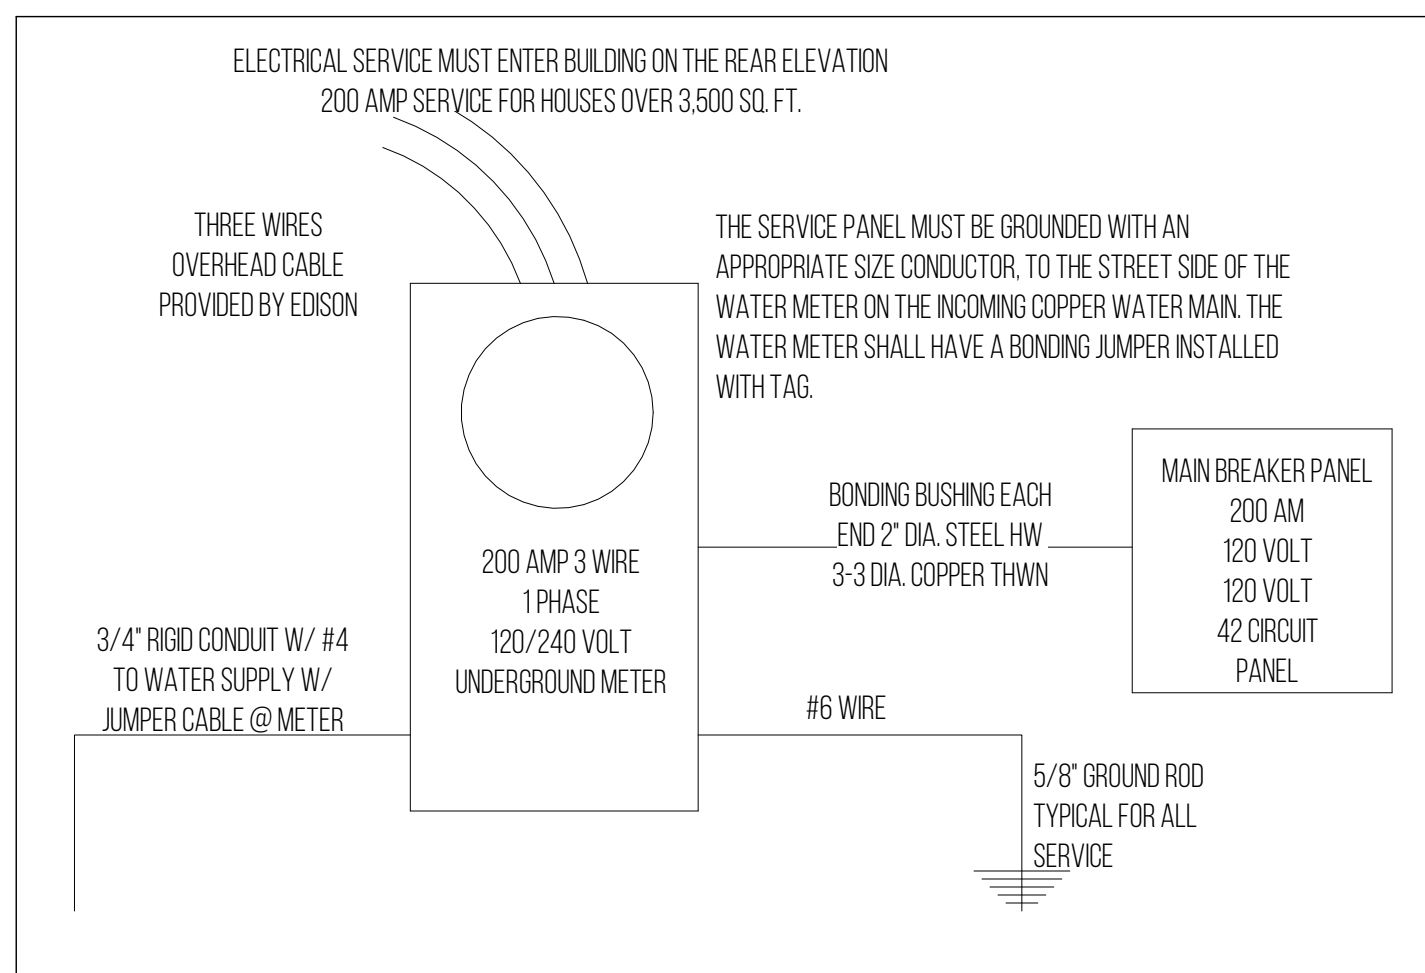 ELECTRICAL SERVICE MUST ENTER BUILDING ON THE REAR ELEVATION
200 AMP SERVICE FOR HOUSES OVER 3,500 SQ. FT.
THREE WIRES
OVERHEAD CABLE
PROVIDED BY EDISON
THE SERVICE PANEL MUST BE GROUNDED WITH AN
APPROPRIATE SIZE CONDUCTOR, TO THE STREET SIDE OF THE
WATER METER ON THE INCOMING COPPER WATER MAIN. THE
WATER METER SHALL HAVE A BONDING JUMPER INSTALLED
WITH TAG.
200 AMP 3 WIRE
1 PHASE
120/240 VOLT
UNDERGROUND METER
BONDING BUSHING EACH
END 2" DIA. STEEL HW
3-3 DIA. COPPER THWN
MAIN BREAKER PANEL
200 AM
120 VOLT
120 VOLT
42 CIRCUIT
PANEL
3/4" RIGID CONDUIT W/ #4
TO WATER SUPPLY W/
JUMPER CABLE @ METER
#6 WIRE
5/8" GROUND ROD
TYPICAL FOR ALL
SERVICE